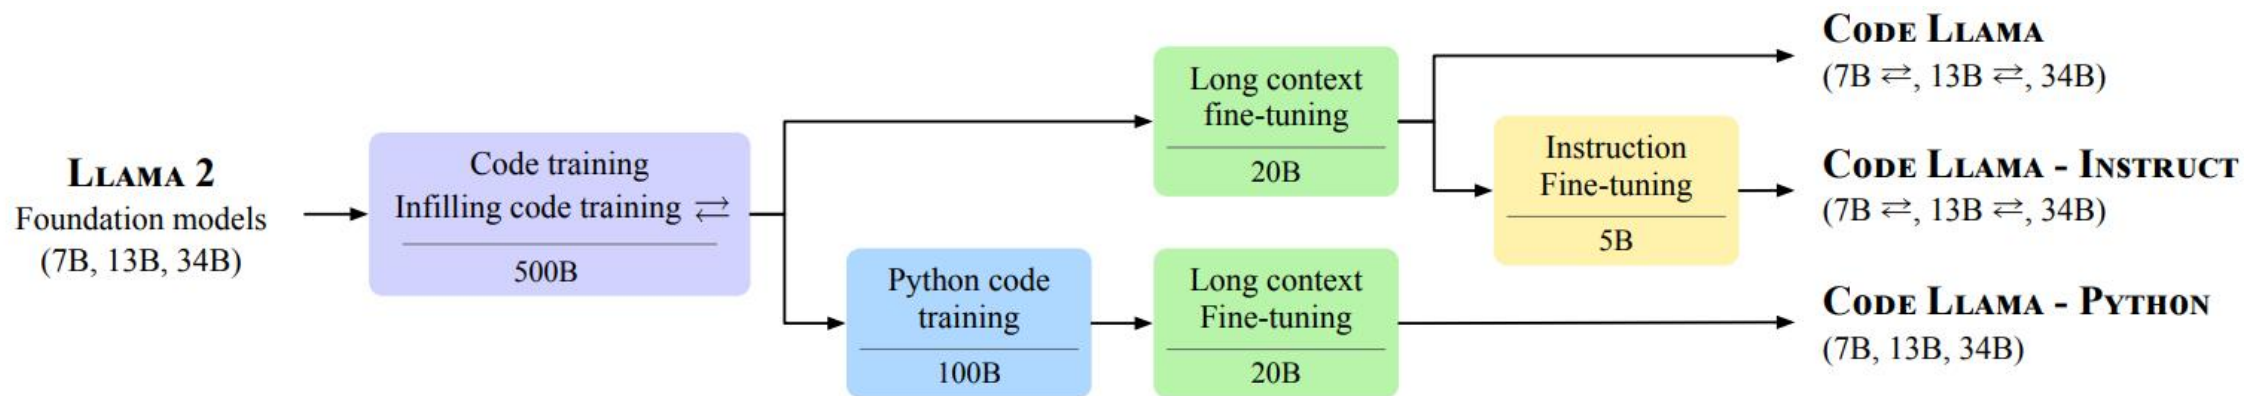 LLAMA 2
Foundation models
(7B, 13B, 34B)
Code training
Infilling code training ⇄
500B
Python code
training
100B
Long context
fine-tuning
20B
Long context
Fine-tuning
20B
Instruction
Fine-tuning
5B
CODE LLAMA
(7B ⇄, 13B ⇄, 34B)
CODE LLAMA - INSTRUCT
(7B ⇄, 13B ⇄, 34B)
CODE LLAMA - PYTHON
(7B, 13B, 34B)